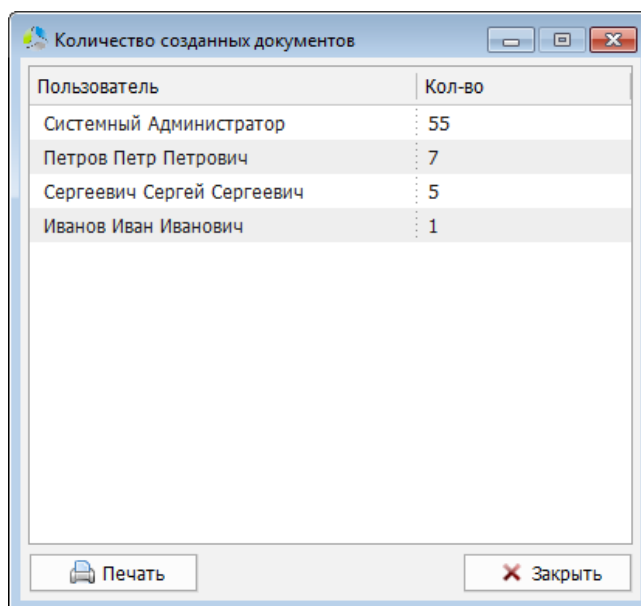 Количество созданных документов
Пользователь Кол-во
Системный Администратор 55
Петров Петр Петрович 7
Сергеевич Сергей Сергеевич 5
Иванов Иван Иванович 1
Печать Закрыть